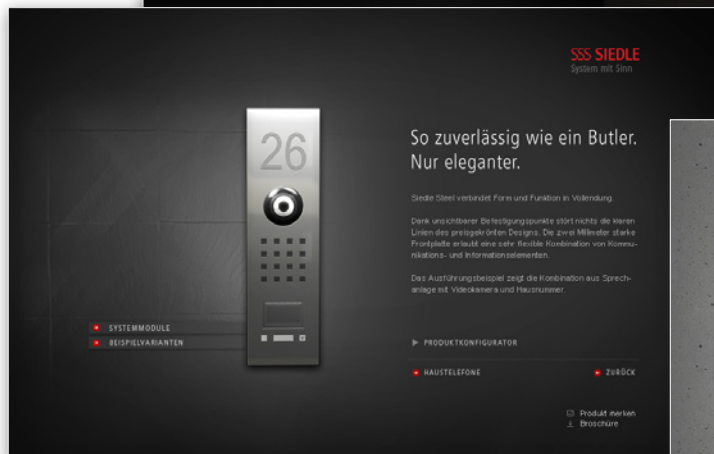 SSS SIEDLE
System mit Sinn
26
So zuverlässig wie ein Butler.
Nur eleganter.
Siedle Steel verbindet Form und Funktion in Vollendung.
Dank unsichtbarer Befestigungspunkte stört nichts die klaren
Linien des preisgekrönten Designs. Die zwei Millimeter starke
Frontplatte erlaubt eine sehr flexible Kombination von Kommu-
nikations- und Informationselementen.
Das Ausführungsbeispiel zeigt die Kombination aus Sprech-
anlage mit Videokamera und Hausnummer.
SYSTEMMODULE
BEISPIELVARIANTEN
PRODUKTKONFIGURATOR
HAUSTELEFONE
ZURÜCK
Produkt merken
Broschüre